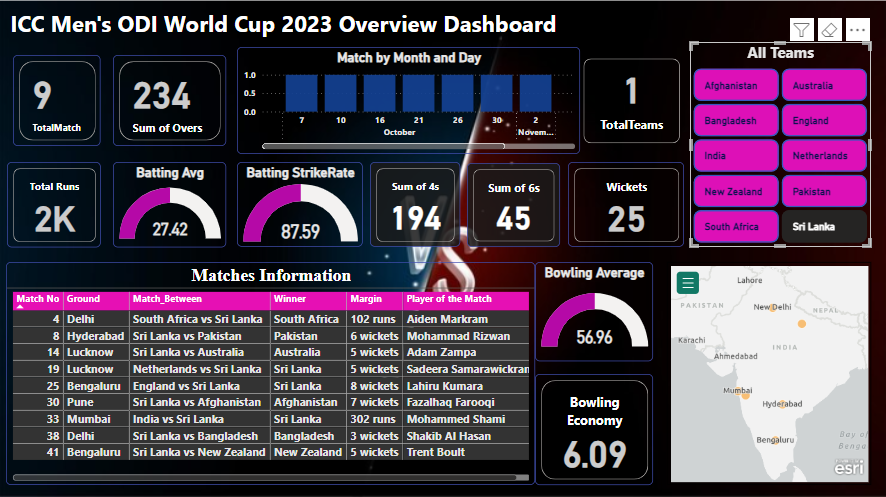 ICC Men's ODI World Cup 2023 Overview Dashboard
9
TotalMatch
234
Sum of Overs
Match by Month and Day
1.0
0.5
0.0
7 10 16 21 26 30 2
October Novem...
1
TotalTeams
All Teams
Afghanistan Australia
Bangladesh England
India Netherlands
New Zealand Pakistan
South Africa Sri Lanka
Total Runs
2K
Batting Avg
27.42
Batting StrikeRate
87.59
Sum of 4s
194
Sum of 6s
45
Wickets
25
VS
Matches Information
Match No Ground Match_Between Winner Margin Player of the Match
4 Delhi South Africa vs Sri Lanka South Africa 102 runs Aiden Markram
8 Hyderabad Sri Lanka vs Pakistan Pakistan 6 wickets Mohammad Rizwan
14 Lucknow Sri Lanka vs Australia Australia 5 wickets Adam Zampa
19 Lucknow Netherlands vs Sri Lanka Sri Lanka 5 wickets Sadeera Samarawickran
25 Bengaluru England vs Sri Lanka Sri Lanka 8 wickets Lahiru Kumara
30 Pune Sri Lanka vs Afghanistan Afghanistan 7 wickets Fazalhaq Farooqi
33 Mumbai India vs Sri Lanka Sri Lanka 302 runs Mohammed Shami
38 Delhi Sri Lanka vs Bangladesh Bangladesh 3 wickets Shakib Al Hasan
41 Bengaluru Sri Lanka vs New Zealand New Zealand 5 wickets Trent Boult
Bowling Average
56.96
Bowling
Economy
6.09
Lahore
PAKISTAN
New Delhi
NEPAL
Karachi
INDIA
Ahmedabad
Mumbai
Hyderabad
Bengaluru
Bay of
Benga
esri